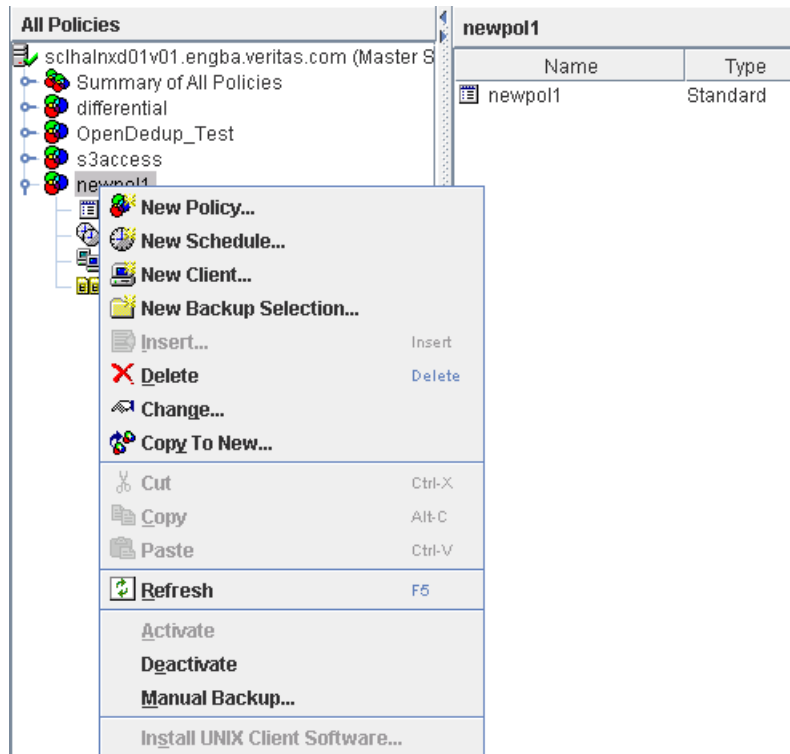 All Policies
sclhalnxd01v01.engba.veritas.com (Master S
Summary of All Policies
differential
OpenDedup_Test
s3access
newpol1
newpol1
Name Type
newpol1 Standard
New Policy...
New Schedule...
New Client...
New Backup Selection...
Insert... Insert
Delete Delete
Change...
Copy To New...
Cut Ctrl-X
Copy Alt-C
Paste Ctrl-V
Refresh F5
Activate
Deactivate
Manual Backup...
Install UNIX Client Software...